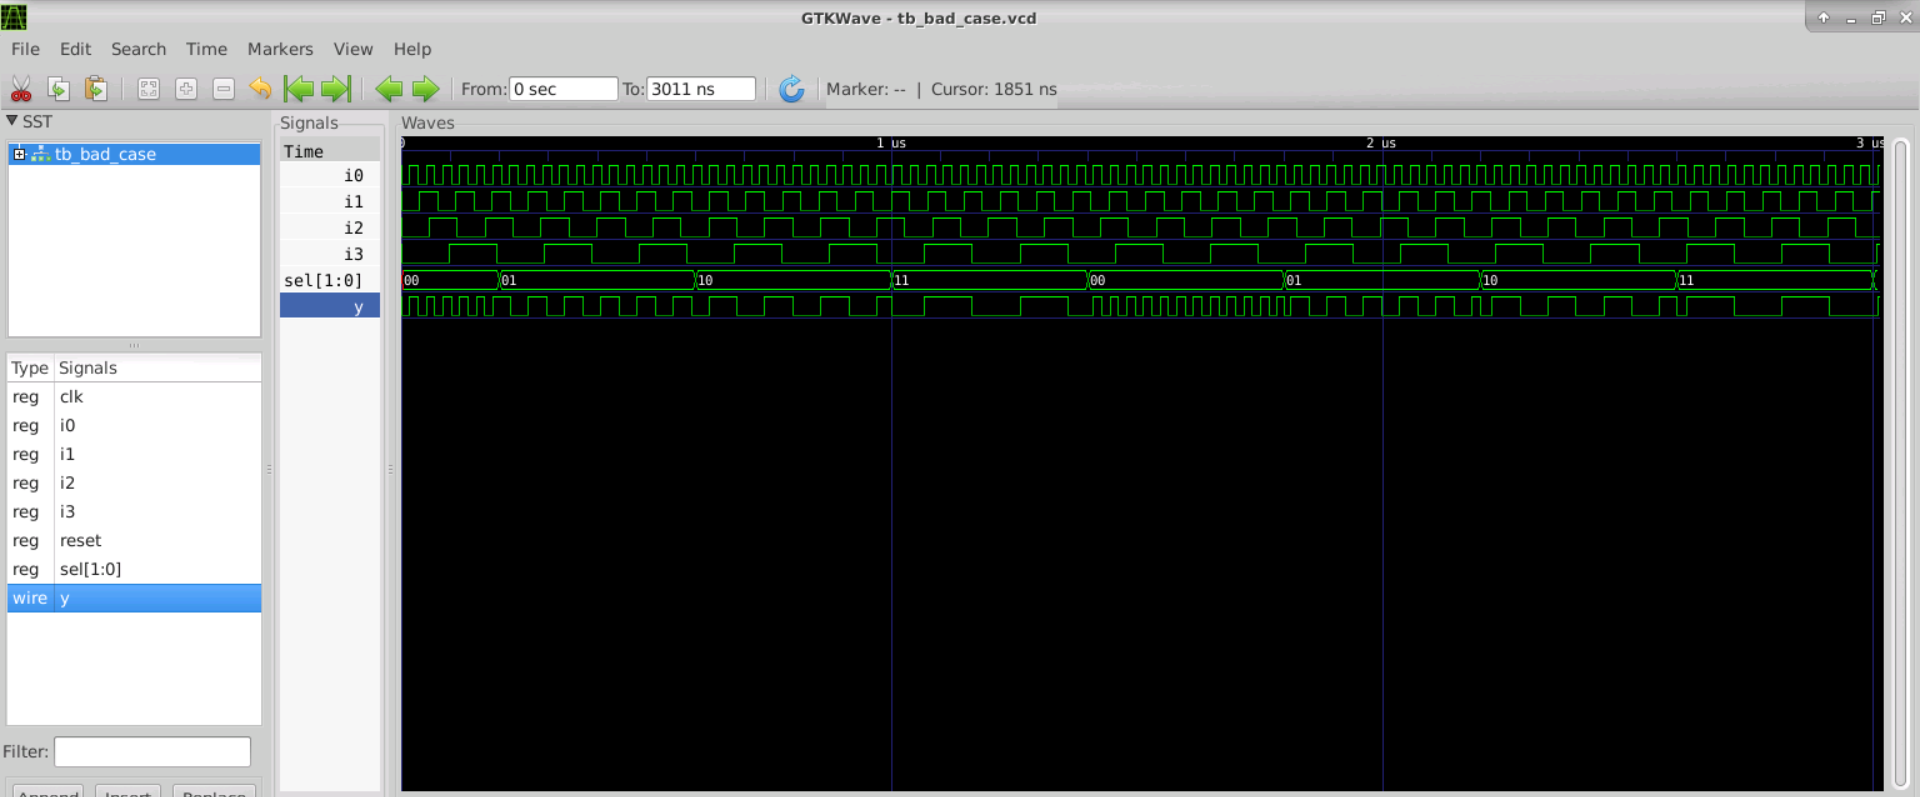 GTKWave - tb_bad_case.vcd
File Edit Search Time Markers View Help
From: 0 sec To: 3011 ns Marker: -- | Cursor: 1851 ns
SST
tb_bad_case
Type Signals
reg clk
reg i0
reg i1
reg i2
reg i3
reg reset
reg sel[1:0]
wire y
Filter:
Append Insert Replace
Signals
Time
i0
i1
i2
i3
sel[1:0]
y
Waves
0 1 us 2 us 3 us
00 01 10 11 00 01 10 11